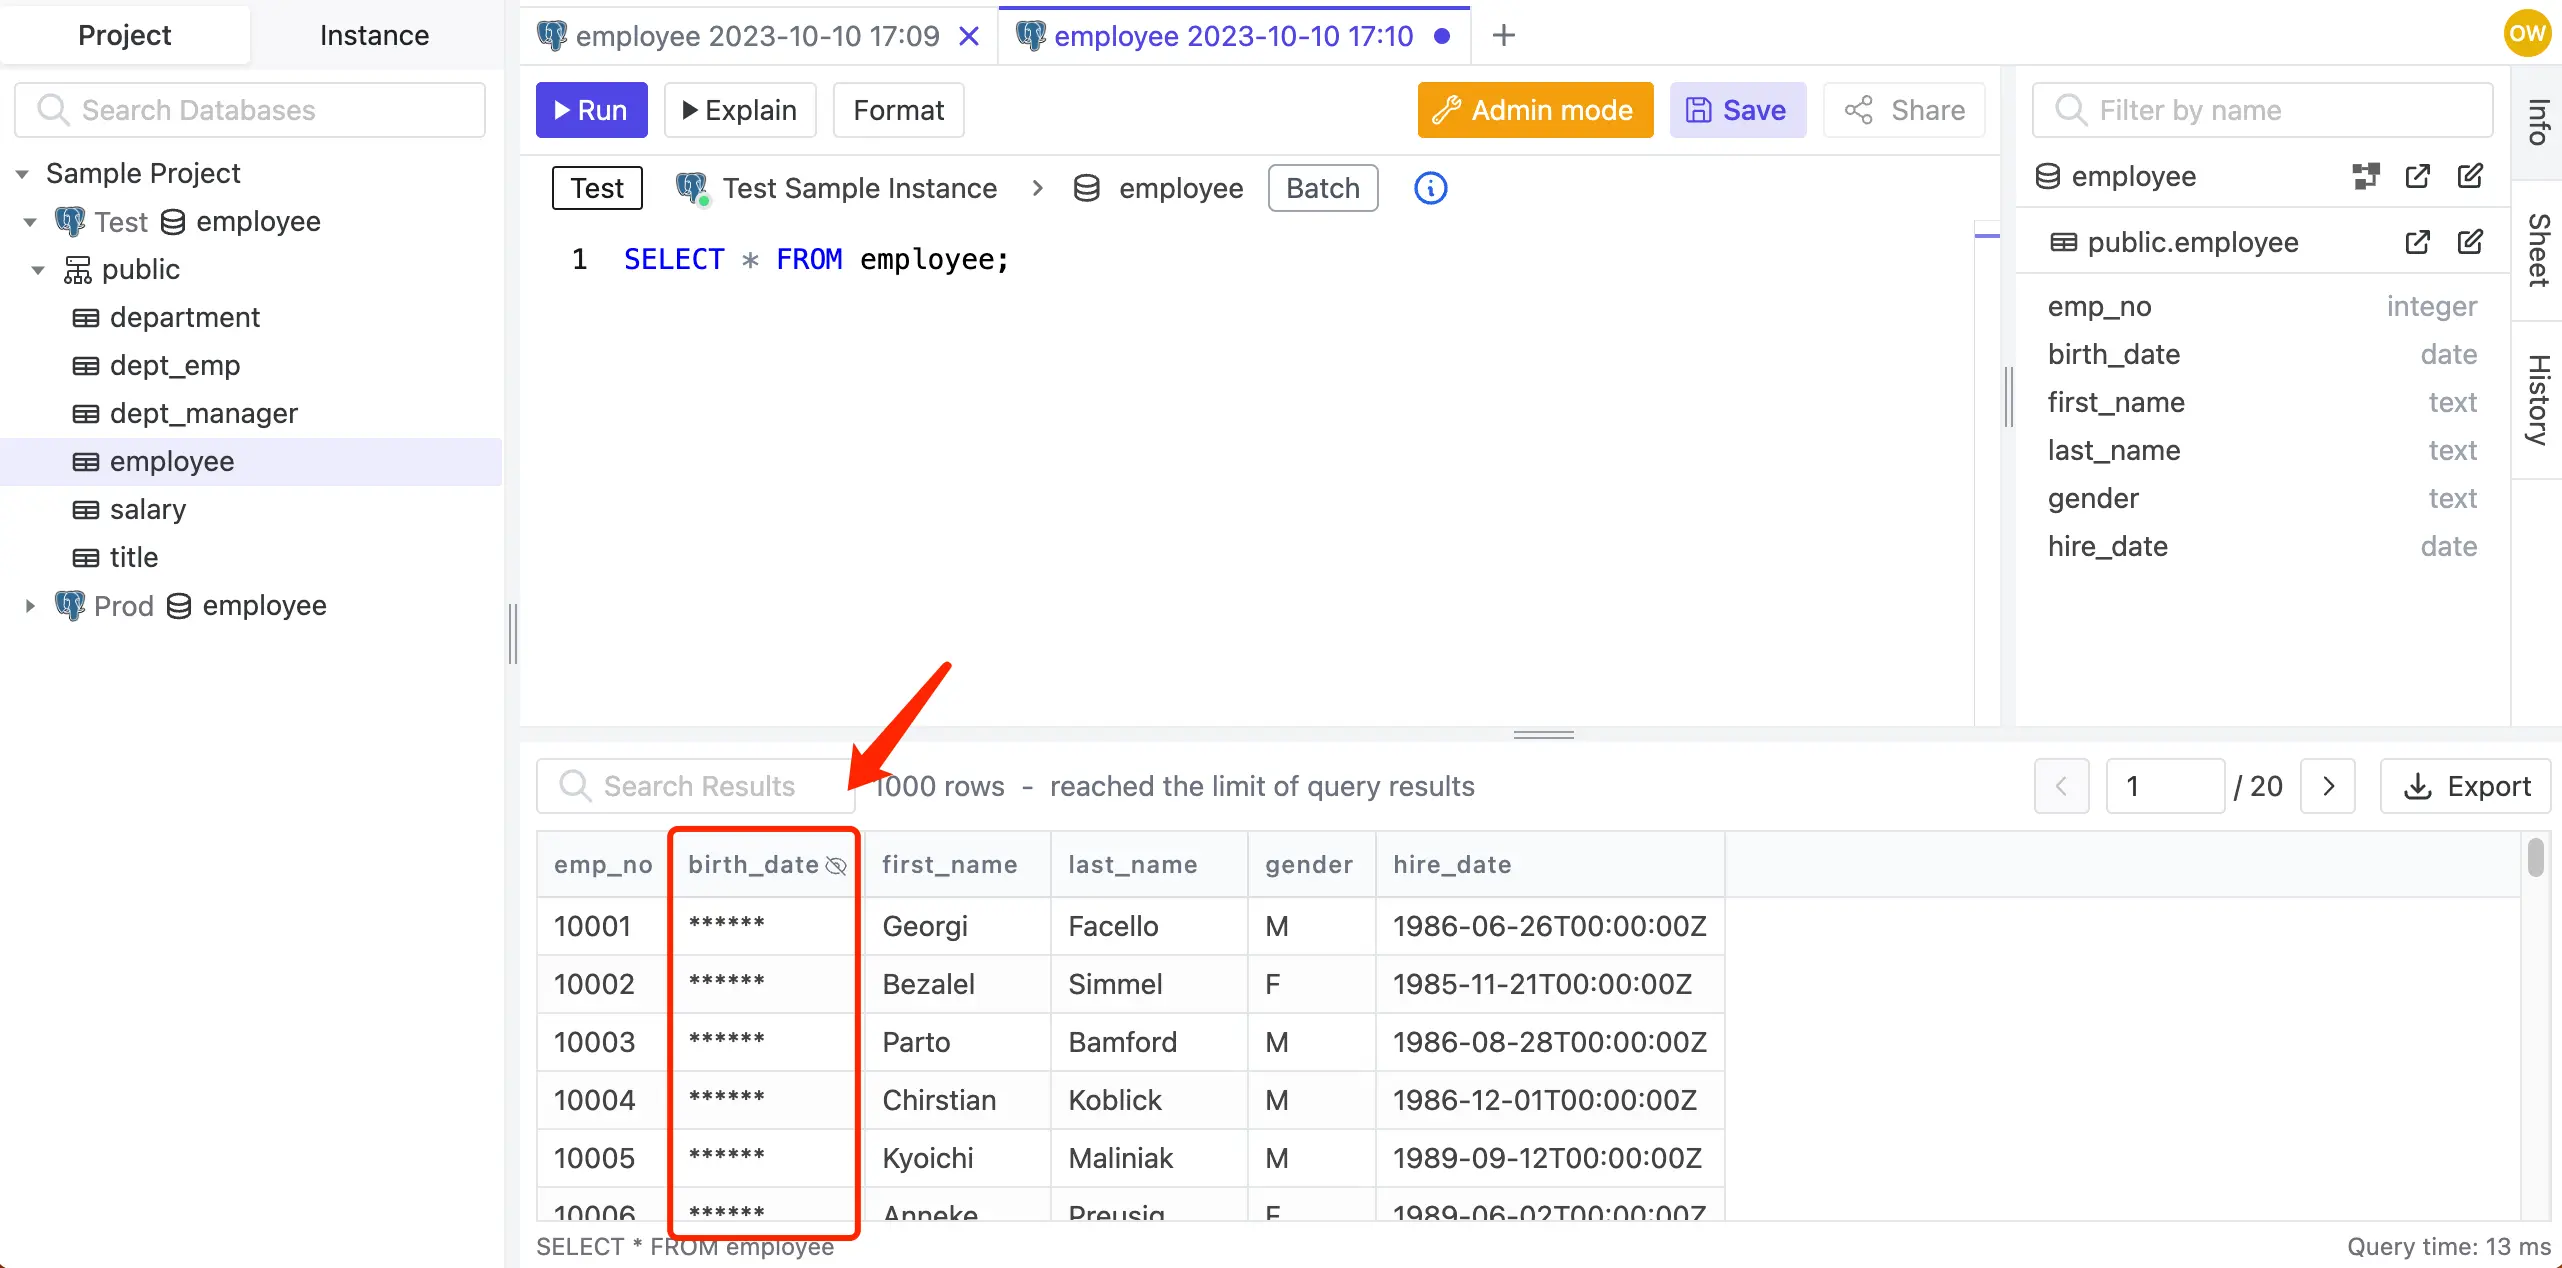 Project Instance
employee 2023-10-10 17:09 employee 2023-10-10 17:10
OW
Search Databases
Sample Project
Test employee
public
department
dept_emp
dept_manager
employee
salary
title
Prod employee
Run Explain Format Admin mode Save Share
Test Test Sample Instance > employee Batch
1 SELECT * FROM employee;
Filter by name
employee
public.employee
emp_no integer
birth_date date
first_name text
last_name text
gender text
hire_date date
Info
Sheet
History
Search Results 1000 rows - reached the limit of query results 1 / 20 Export
emp_no birth_date first_name last_name gender hire_date
10001 ****** Georgi Facello M 1986-06-26T00:00:00Z
10002 ****** Bezalel Simmel F 1985-11-21T00:00:00Z
10003 ****** Parto Bamford M 1986-08-28T00:00:00Z
10004 ****** Chirstian Koblick M 1986-12-01T00:00:00Z
10005 ****** Kyoichi Maliniak M 1989-09-12T00:00:00Z
10006 ****** Anneke Preusig F 1989-06-02T00:00:00Z
SELECT * FROM employee Query time: 13 ms